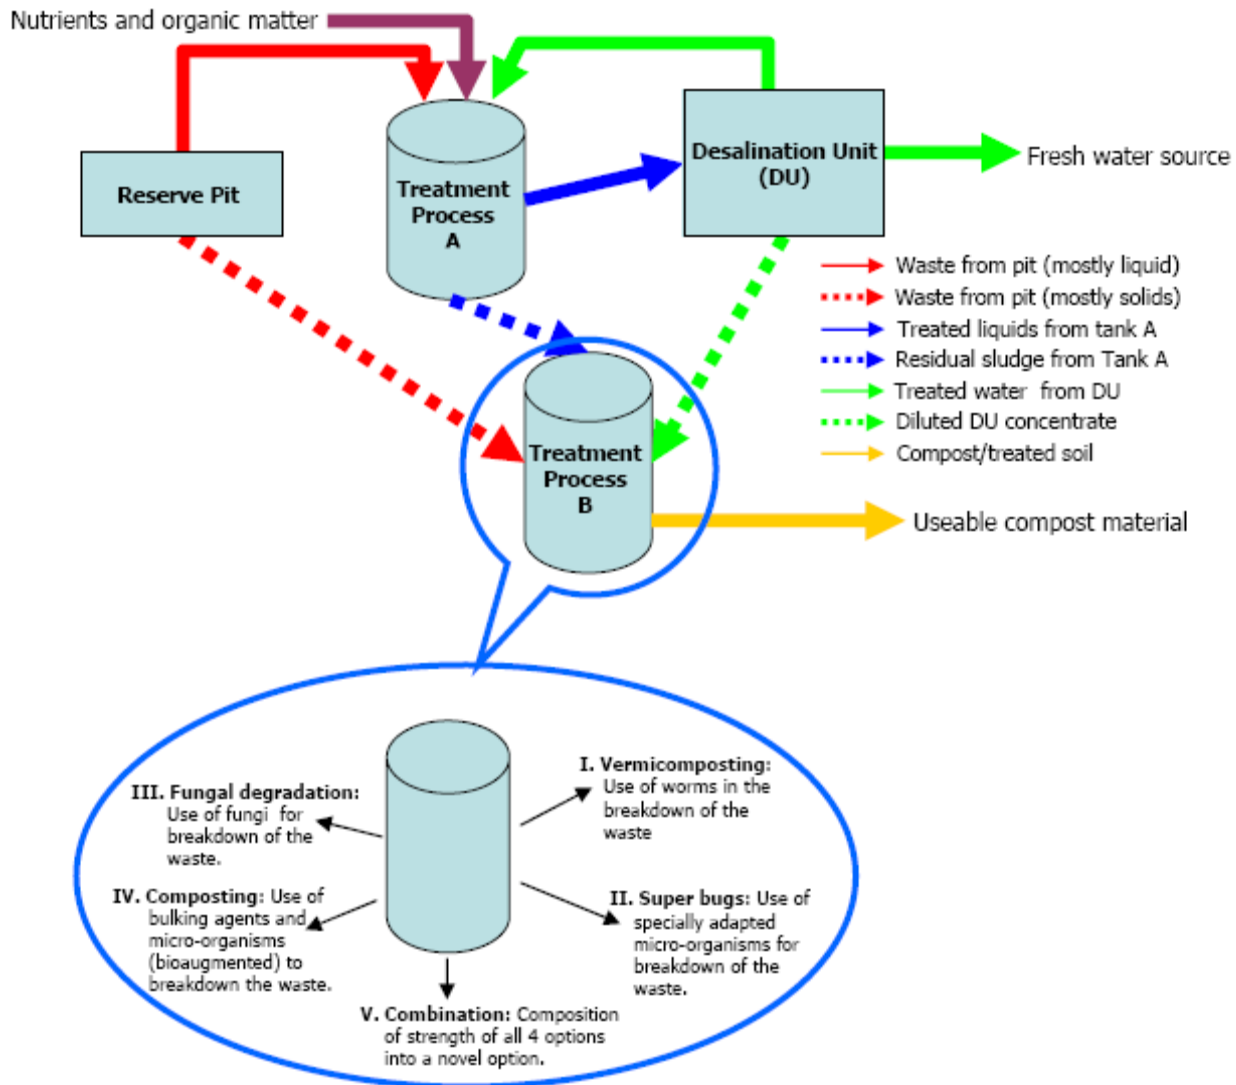 Nutrients and organic matter
Reserve Pit
Treatment
Process
A
Desalination Unit
(DU)
Fresh water source
Waste from pit (mostly liquid)
Waste from pit (mostly solids)
Treated liquids from tank A
Residual sludge from Tank A
Treated water from DU
Diluted DU concentrate
Compost/treated soil
Treatment
Process
B
Useable compost material
I. Vermicomposting:
Use of worms in the
breakdown of the
waste
II. Super bugs: Use of
specially adapted
micro-organisms for
breakdown of the
waste.
III. Fungal degradation:
Use of fungi for
breakdown of the
waste.
IV. Composting: Use of
bulking agents and
micro-organisms
(bioaugmented) to
breakdown the waste.
V. Combination: Composition
of strength of all 4 options
into a novel option.